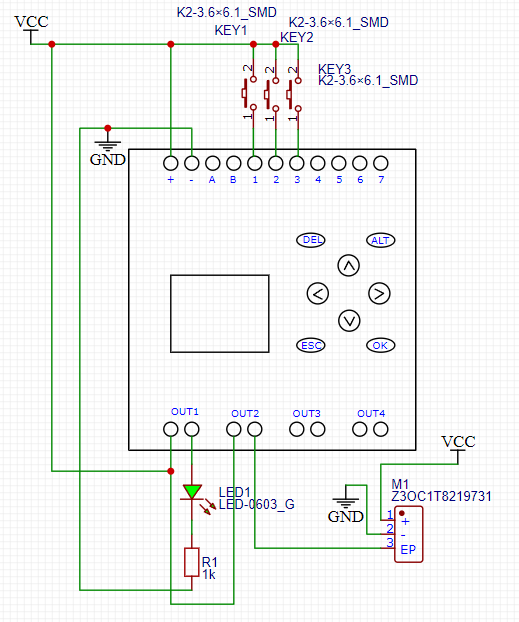 K2-3.6×6.1_SMD
KEY1
K2-3.6×6.1_SMD
KEY2
VCC
KEY3
K2-3.6×6.1_SMD
2
2
2
1
1
1
GND
+ - A B 1 2 3 4 5 6 7
DEL
ALT
ESC
OK
OUT1 OUT2 OUT3 OUT4
VCC
M1
Z3OC1T8219731
LED1
LED-0603_G
GND
1 +
2 -
3 EP
R1
1k